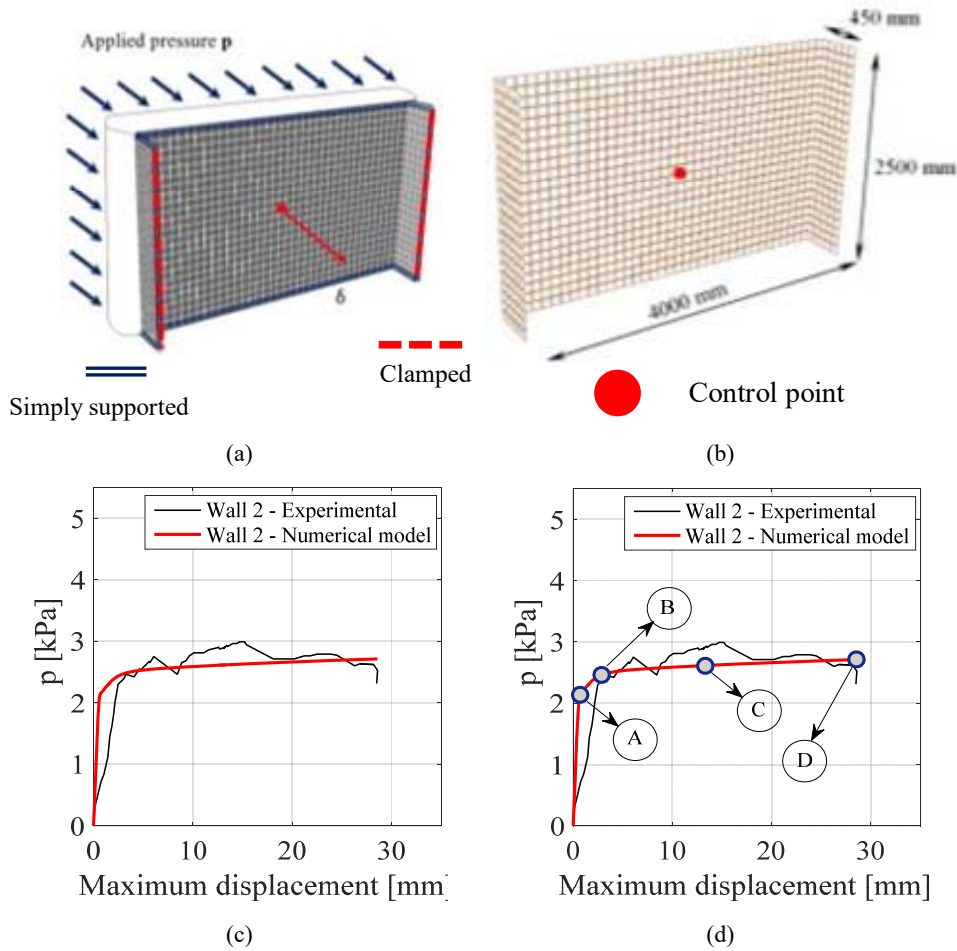 Applied pressure p
δ
Simply supported
Clamped
(a)
450 mm
2500 mm
4000 mm
Control point
(b)
Wall 2 - Experimental
Wall 2 - Numerical model
p [kPa]
5
4
3
2
1
0
0
10
20
30
Maximum displacement [mm]
(c)
Wall 2 - Experimental
Wall 2 - Numerical model
p [kPa]
5
4
3
2
1
0
B
A
C
D
0
10
20
30
Maximum displacement [mm]
(d)